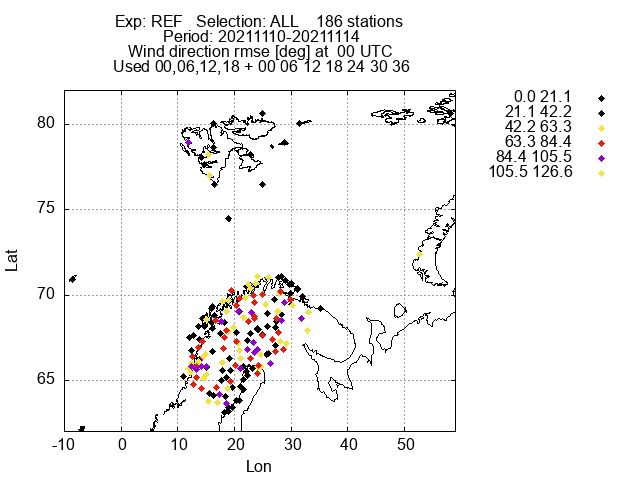 Exp: REF Selection: ALL 186 stations
Period: 20211110-20211114
Wind direction rmse [deg] at 00 UTC
Used 00,06,12,18 + 00 06 12 18 24 30 36
0.0 21.1
21.1 42.2
42.2 63.3
63.3 84.4
84.4 105.5
105.5 126.6
80
75
70
65
Lat
-10 0 10 20 30 40 50
Lon